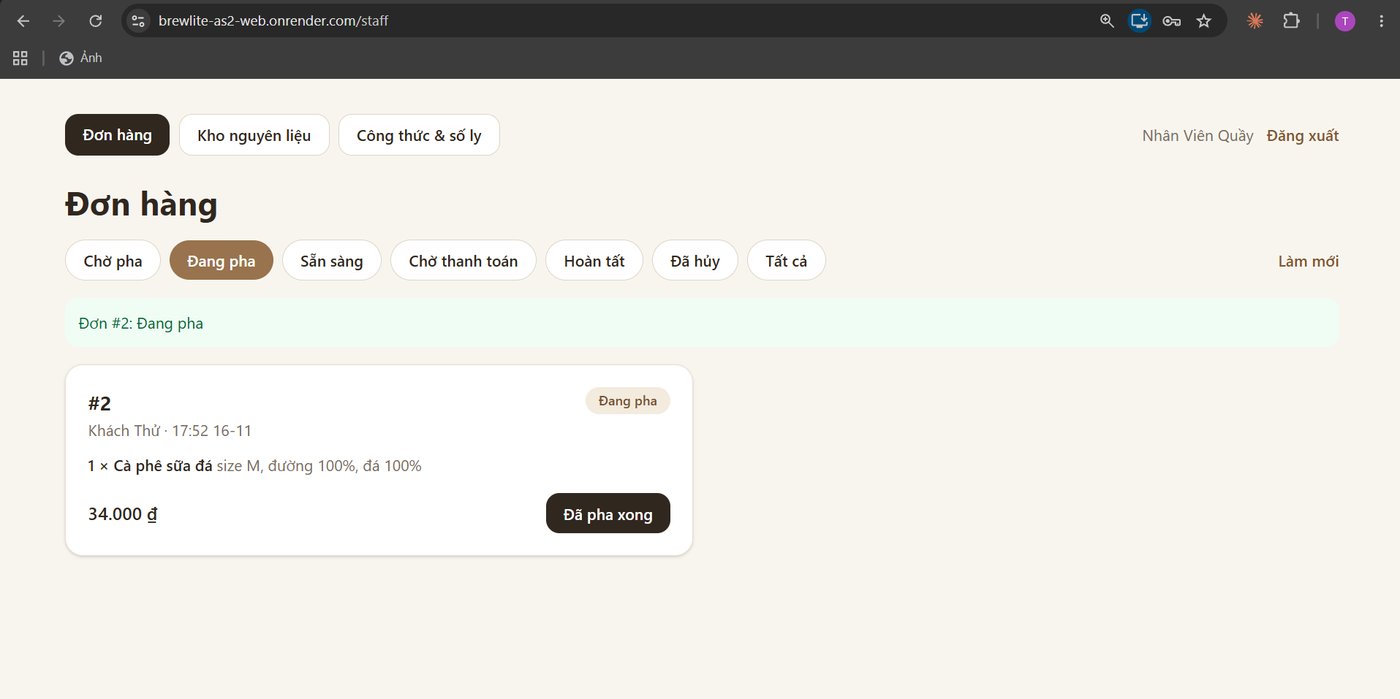 brewlite-as2-web.onrender.com/staff
T
Ảnh
Đơn hàng Kho nguyên liệu Công thức & số ly Nhân Viên Quầy Đăng xuất
Đơn hàng
Chờ pha Đang pha Sẵn sàng Chờ thanh toán Hoàn tất Đã hủy Tất cả Làm mới
Đơn #2: Đang pha
#2 Đang pha
Khách Thử · 17:52 16-11
1 × Cà phê sữa đá size M, đường 100%, đá 100%
34.000 ₫ Đã pha xong